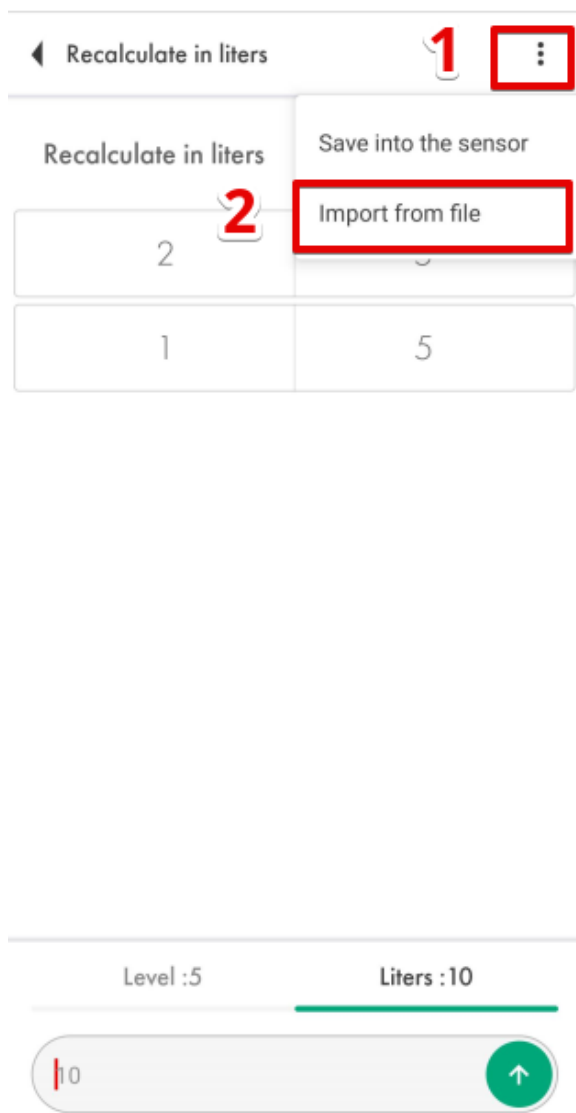 Recalculate in liters
1
Recalculate in liters
Save into the sensor
2
Import from file
2
1
5
Level :5
Liters :10
10